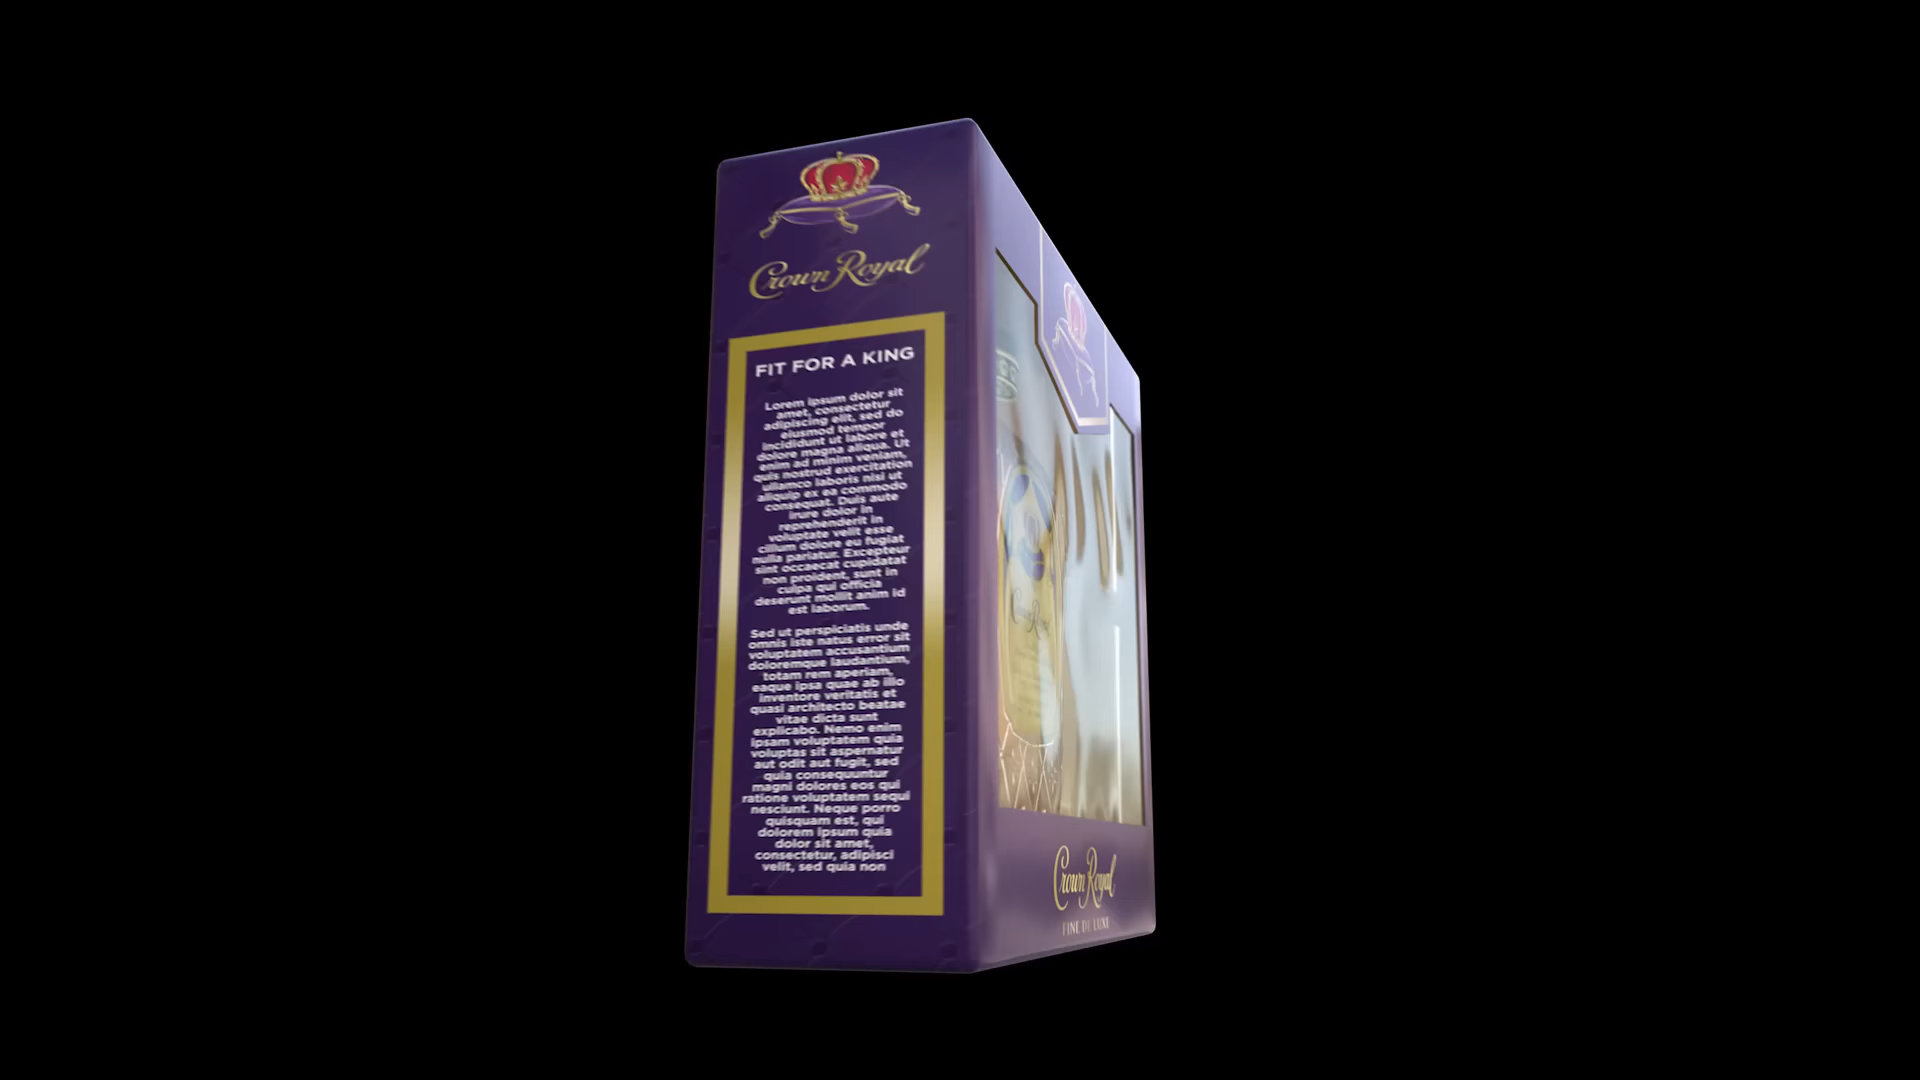 Crown Royal
FIT FOR A KING
Lorem ipsum dolor sit
amet, consectetur
adipiscing elit, sed do
eiusmod tempor
incididunt ut labore et
dolore magna aliqua. Ut
enim ad minim veniam,
quis nostrud exercitation
ullamco laboris nisi ut
aliquip ex ea commodo
consequat. Duis aute
irure dolor in
reprehenderit in
voluptate velit esse
cillum dolore eu fugiat
nulla pariatur. Excepteur
sint occaecat cupidatat
non proident, sunt in
culpa qui officia
deserunt mollit anim id
est laborum.
Sed ut perspiciatis unde
omnis iste natus error sit
voluptatem accusantium
doloremque laudantium,
totam rem aperiam,
eaque ipsa quae ab illo
inventore veritatis et
quasi architecto beatae
vitae dicta sunt
explicabo. Nemo enim
ipsam voluptatem quia
voluptas sit aspernatur
aut odit aut fugit, sed
quia consequuntur
magni dolores eos qui
ratione voluptatem sequi
nesciunt. Neque porro
quisquam est, qui
dolorem ipsum quia
dolor sit amet,
consectetur, adipisci
velit, sed quia non
Crown Royal
Crown Royal
FINE DE LUXE